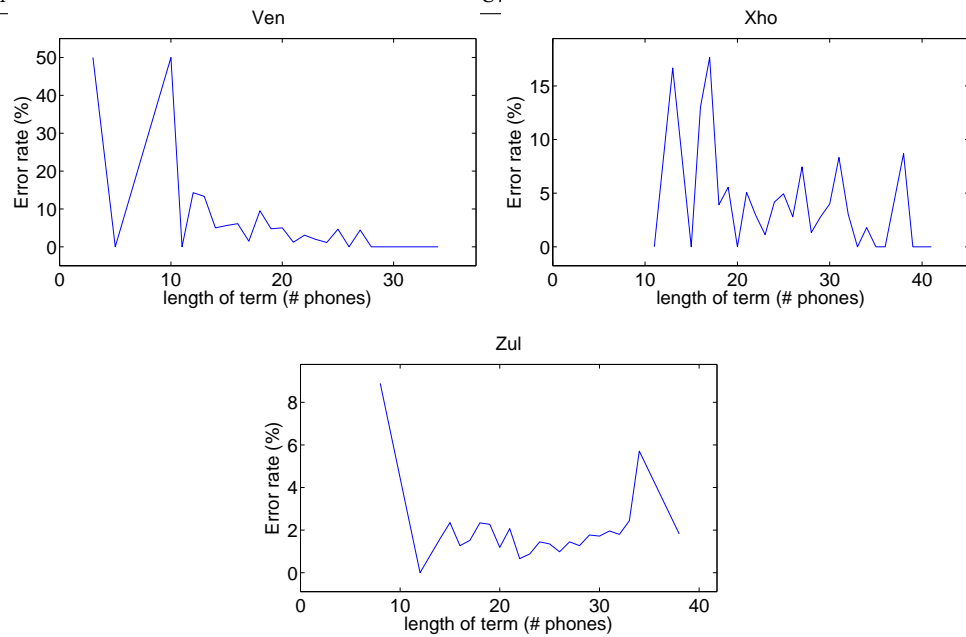 Ven
50
40
30
20
10
0
Error rate (%)
0 10 20 30
length of term (# phones)
Xho
15
10
5
0
Error rate (%)
0 10 20 30 40
length of term (# phones)
Zul
8
6
4
2
0
Error rate (%)
0 10 20 30 40
length of term (# phones)